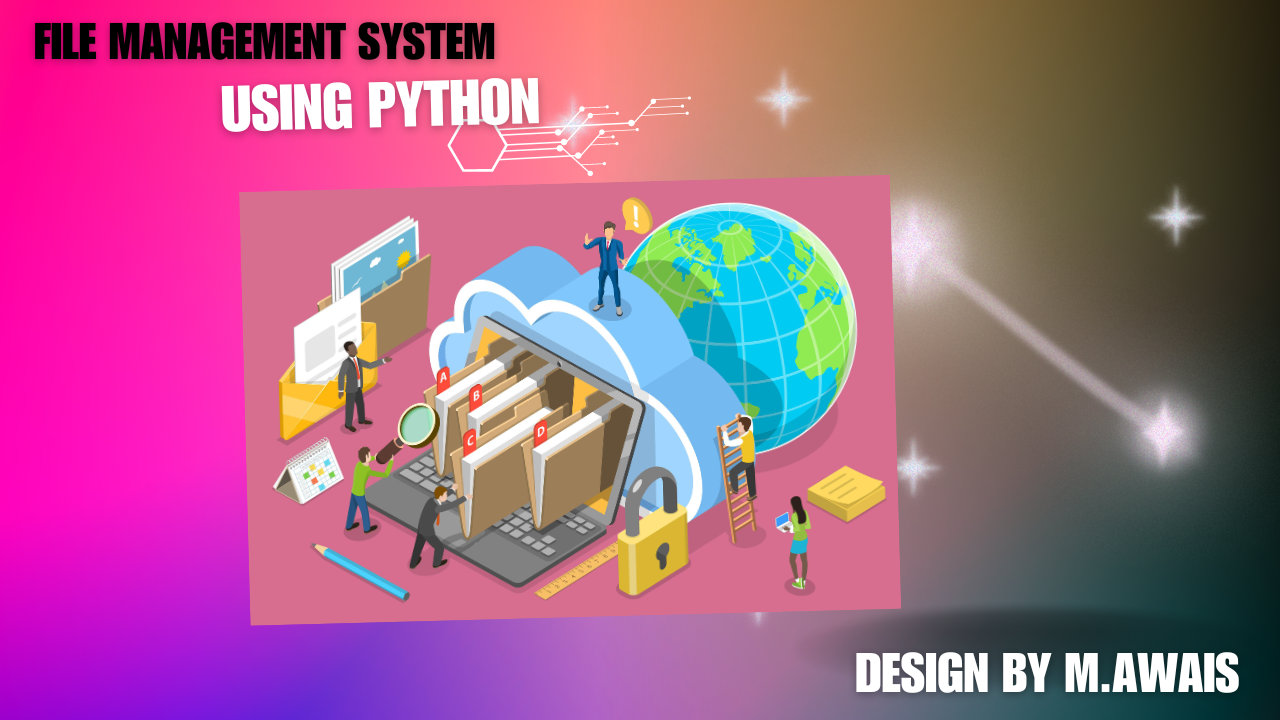 FILE MANAGEMENT SYSTEM
USING PYTHON
!
A
B
C
D
DESIGN BY M.AWAIS